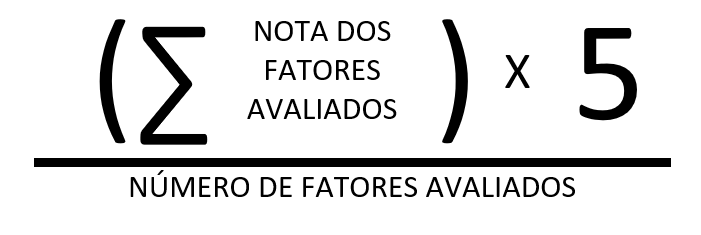 (∑ NOTA DOS
FATORES
AVALIADOS ) X 5
NÚMERO DE FATORES AVALIADOS